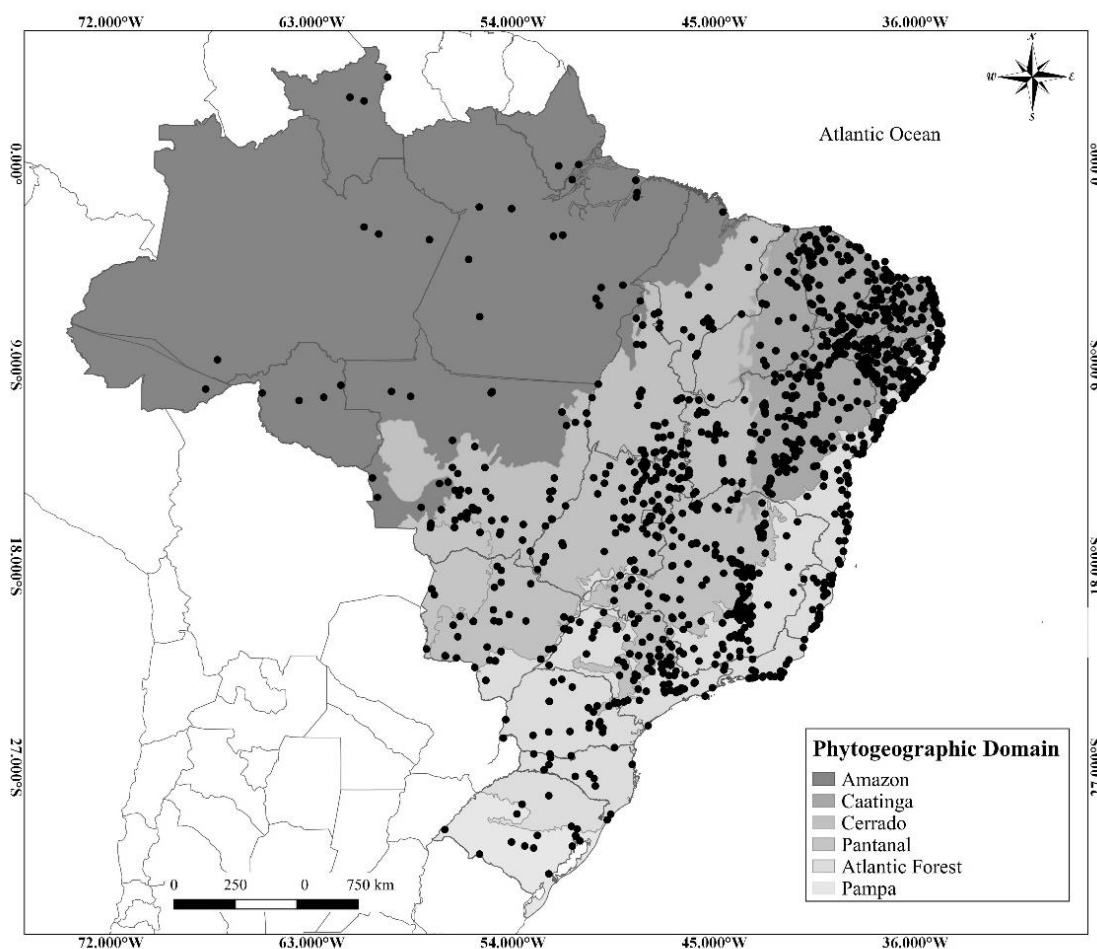 72.000°W 63.000°W 54.000°W 45.000°W 36.000°W
N
W E
S
Atlantic Ocean
0.000° 0.000°
9.000°S 9.000°S
18.000°S 18.000°S
27.000°S 27.000°S
Phytogeographic Domain
Amazon
Caatinga
Cerrado
Pantanal
Atlantic Forest
Pampa
0 250 0 750 km
72.000°W 63.000°W 54.000°W 45.000°W 36.000°W